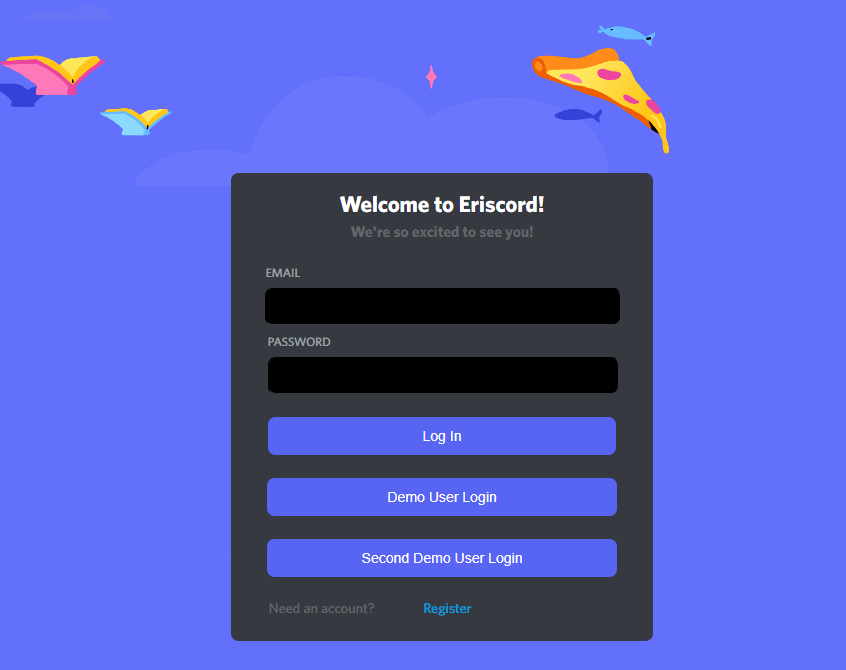 Welcome to Eriscord!
We're so excited to see you!
EMAIL
PASSWORD
Log In
Demo User Login
Second Demo User Login
Need an account? Register